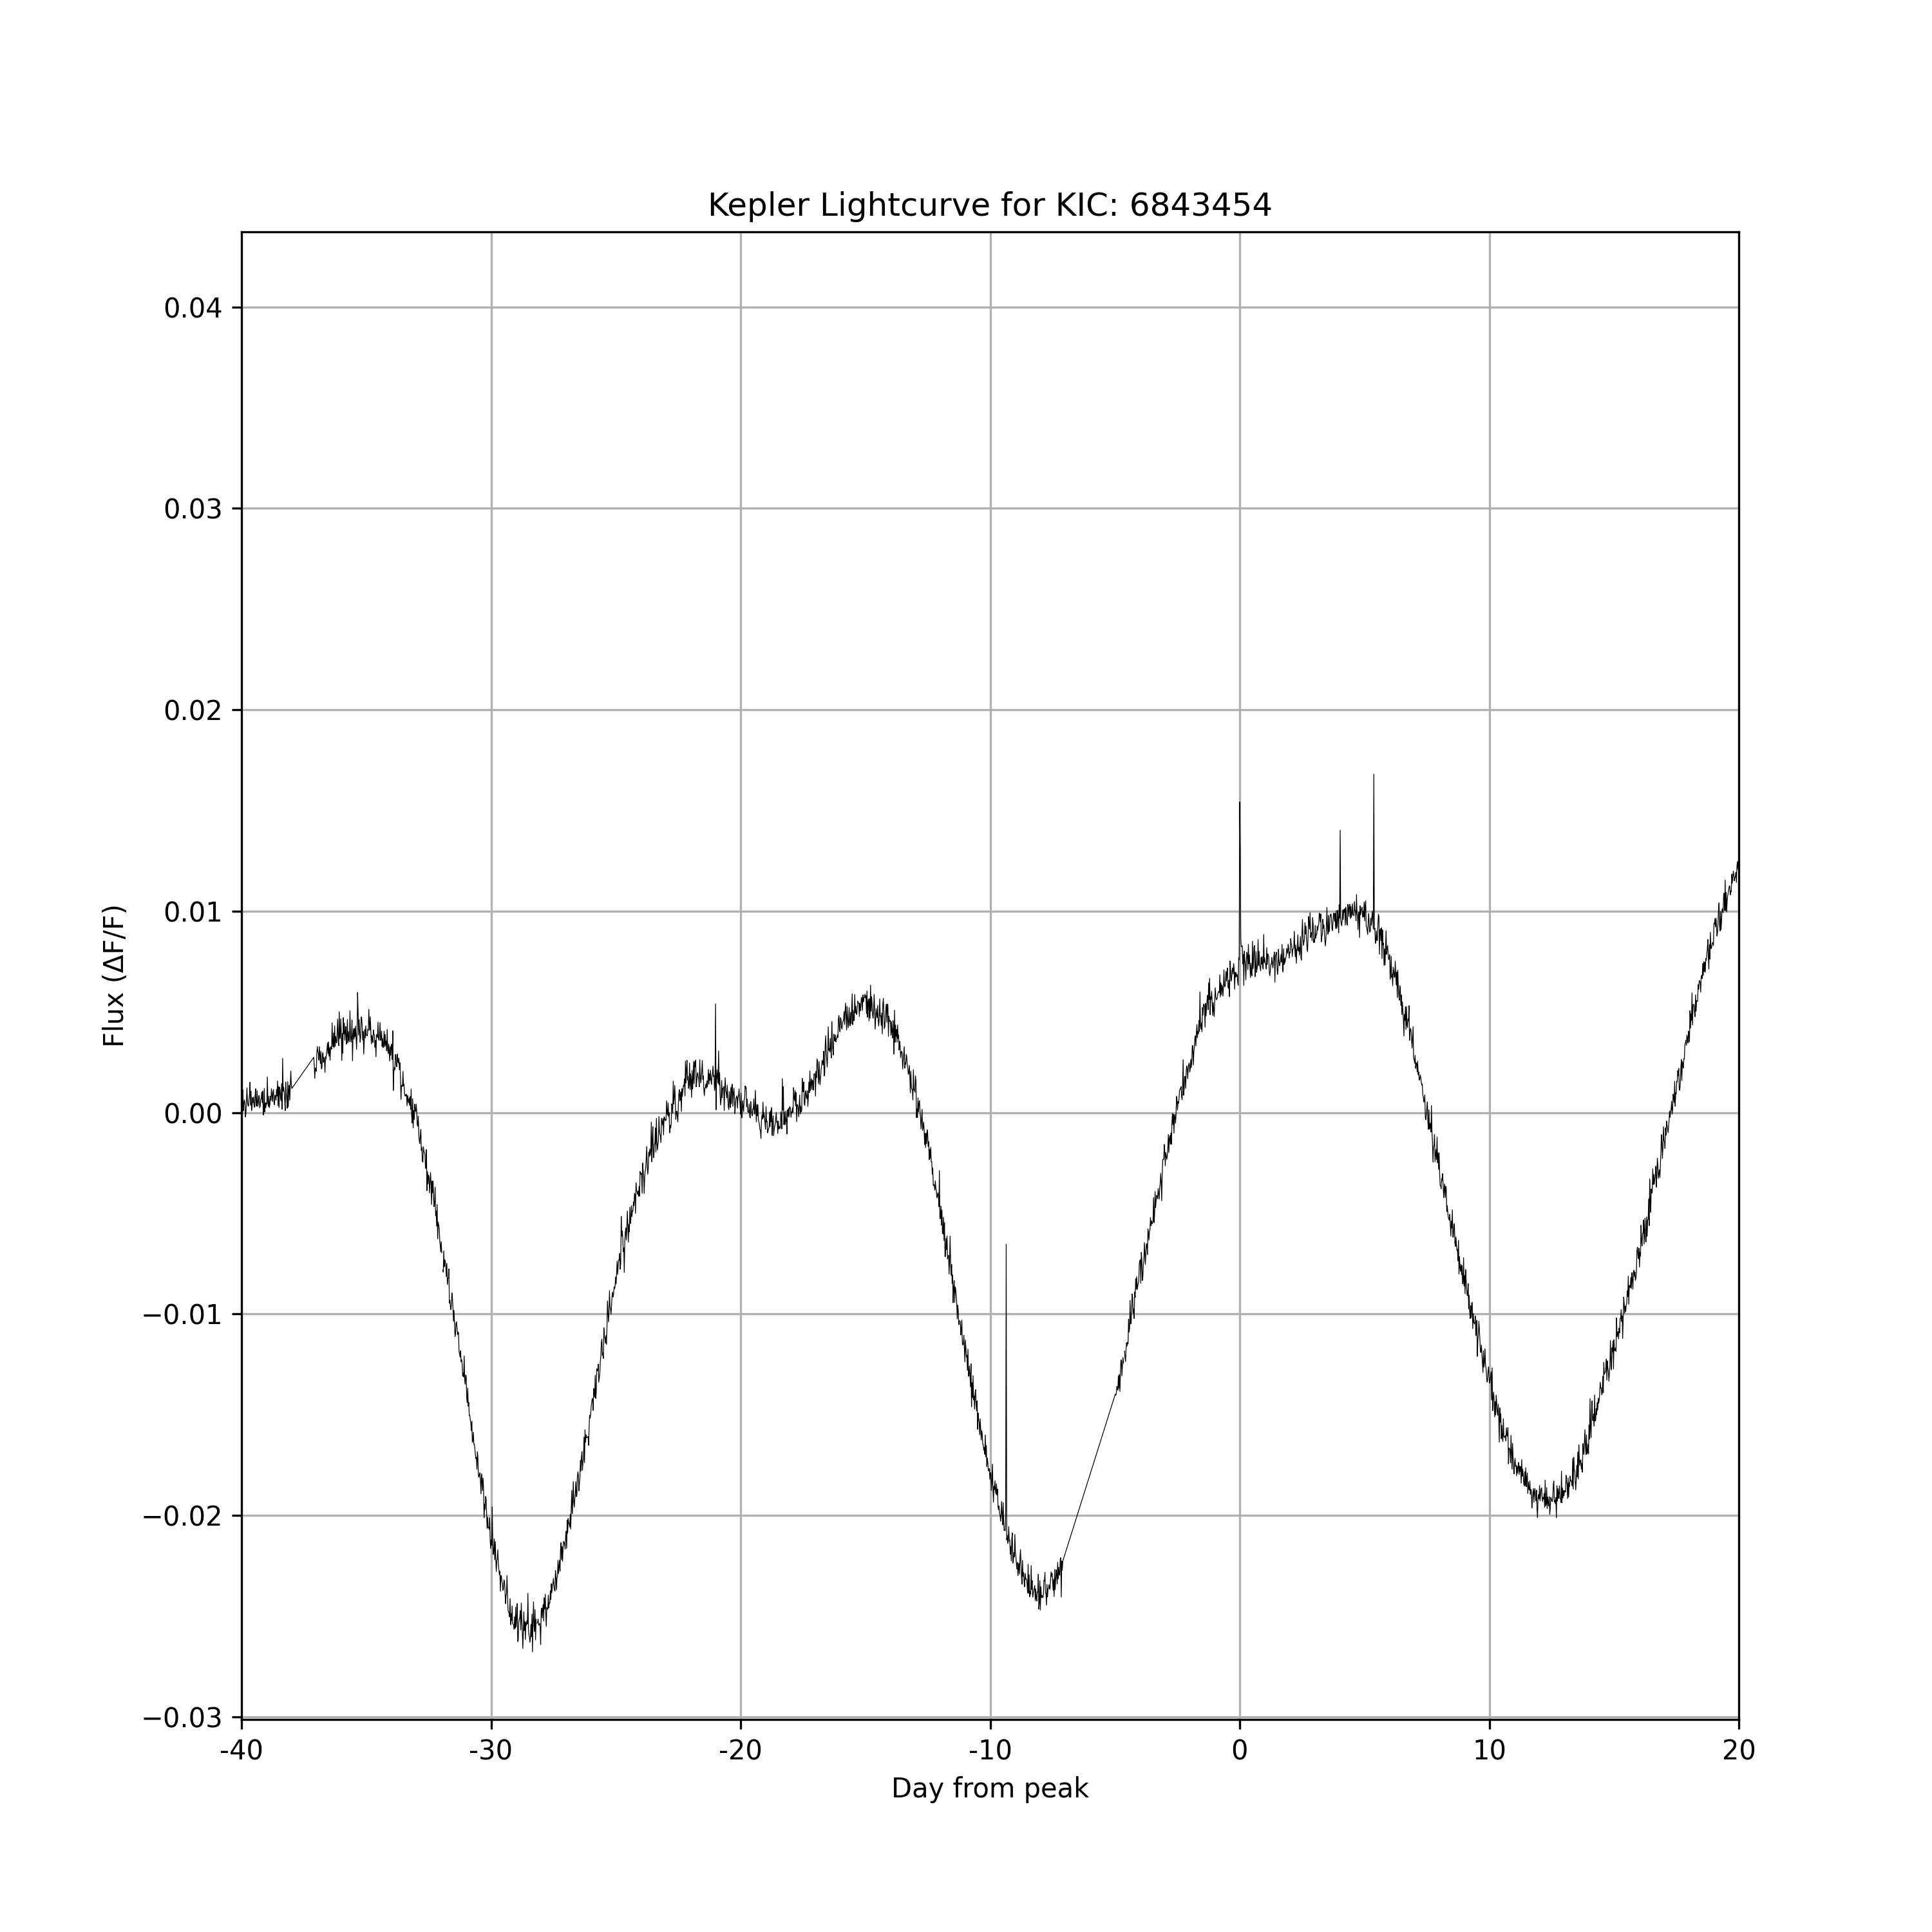 Kepler Lightcurve for KIC: 6843454
Flux (ΔF/F)
0.04
0.03
0.02
0.01
0.00
−0.01
−0.02
−0.03
-40 -30 -20 -10 0 10 20
Day from peak